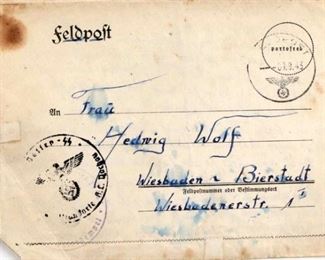 Feldpost
portofrei
An Frau
Hedwig Wolf
Wiesbaden - Bierstadt
Feldpostnummer oder Bestimmungsort
Wiesbadenerstr. 1